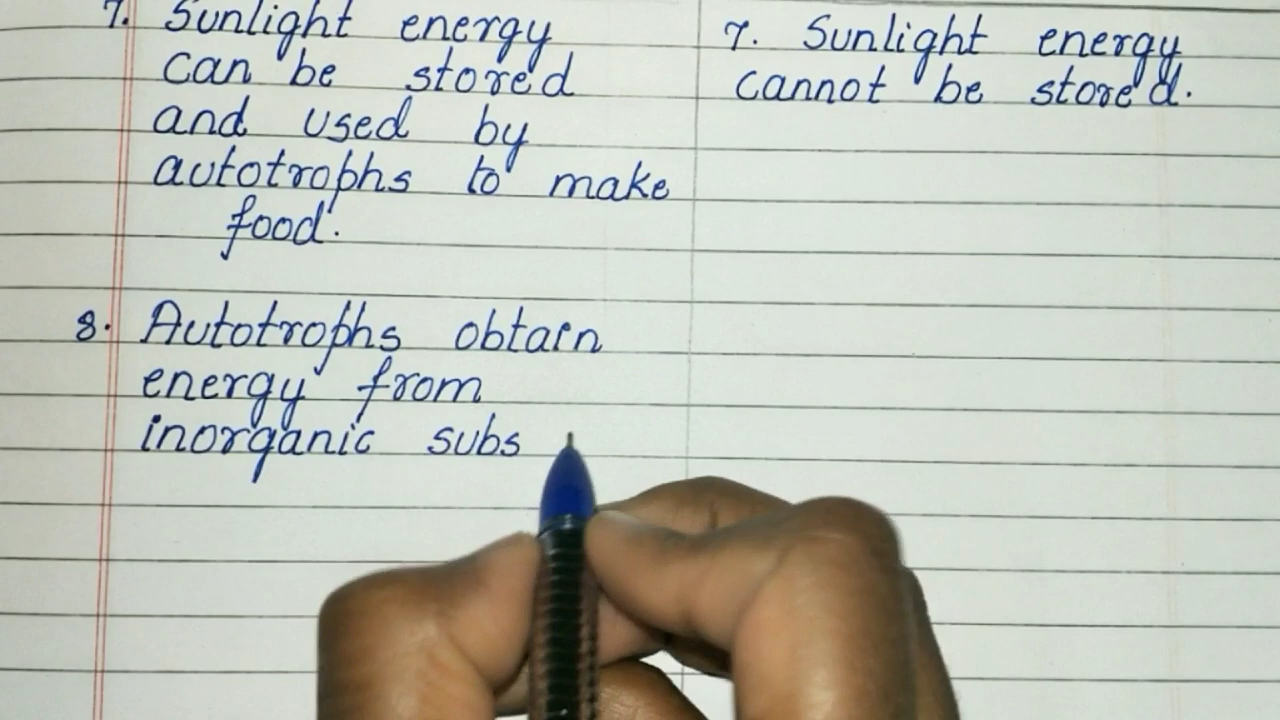 7. Sunlight energy
can be stored
and used by
autotrophs to make
food.
8. Autotrophs obtain
energy from
inorganic subs
7. Sunlight energy
cannot be stored.